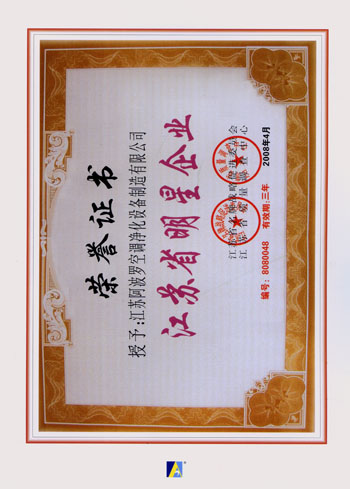 荣誉证书
授予:江苏阿波罗空调净化设备制造有限公司
江苏省明星企业
2008年4月
编号: 8080048 有效期:三年